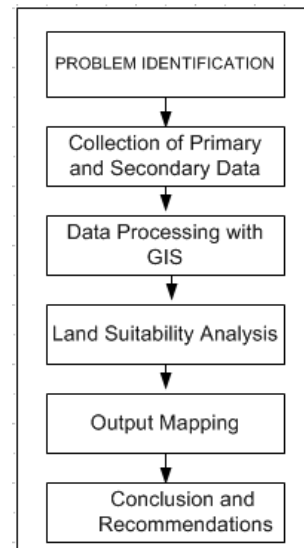 PROBLEM IDENTIFICATION
Collection of Primary
and Secondary Data
Data Processing with
GIS
Land Suitability Analysis
Output Mapping
Conclusion and
Recommendations